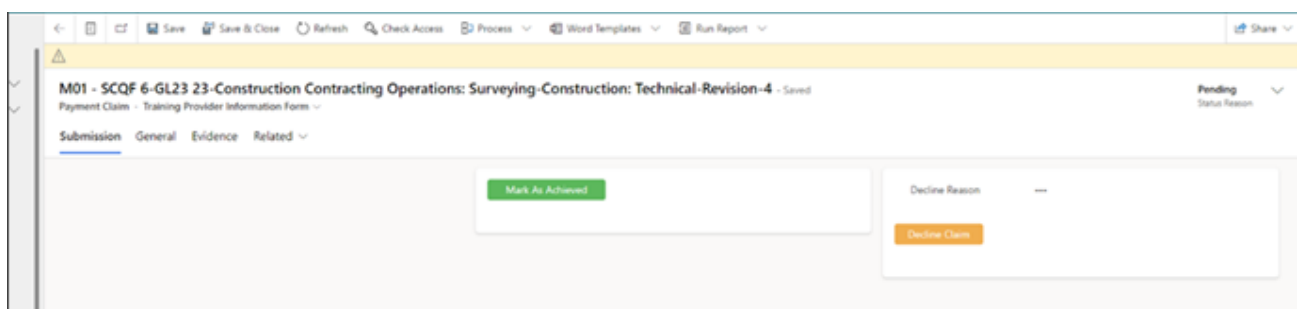 Save Save & Close Refresh Check Access Process Word Templates Run Report Share
M01 - SCQF 6-GL23 23-Construction Contracting Operations: Surveying-Construction: Technical-Revision-4 - Saved
Pending
Payment Claim · Training Provider Information Form
Status Reason
Submission General Evidence Related
Mark As Achieved
Decline Reason ---
Decline Claim